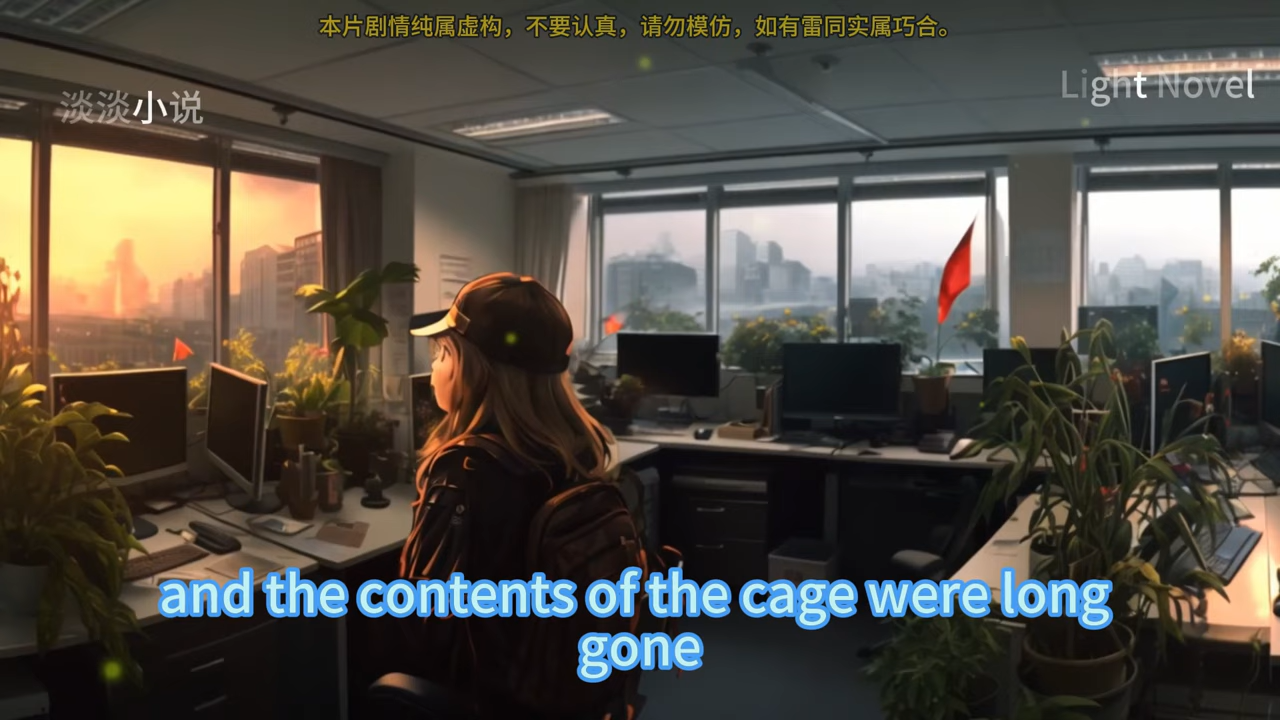 本片剧情纯属虚构，不要认真，请勿模仿，如有雷同实属巧合。
淡淡小说
Light Novel
and the contents of the cage were long
gone